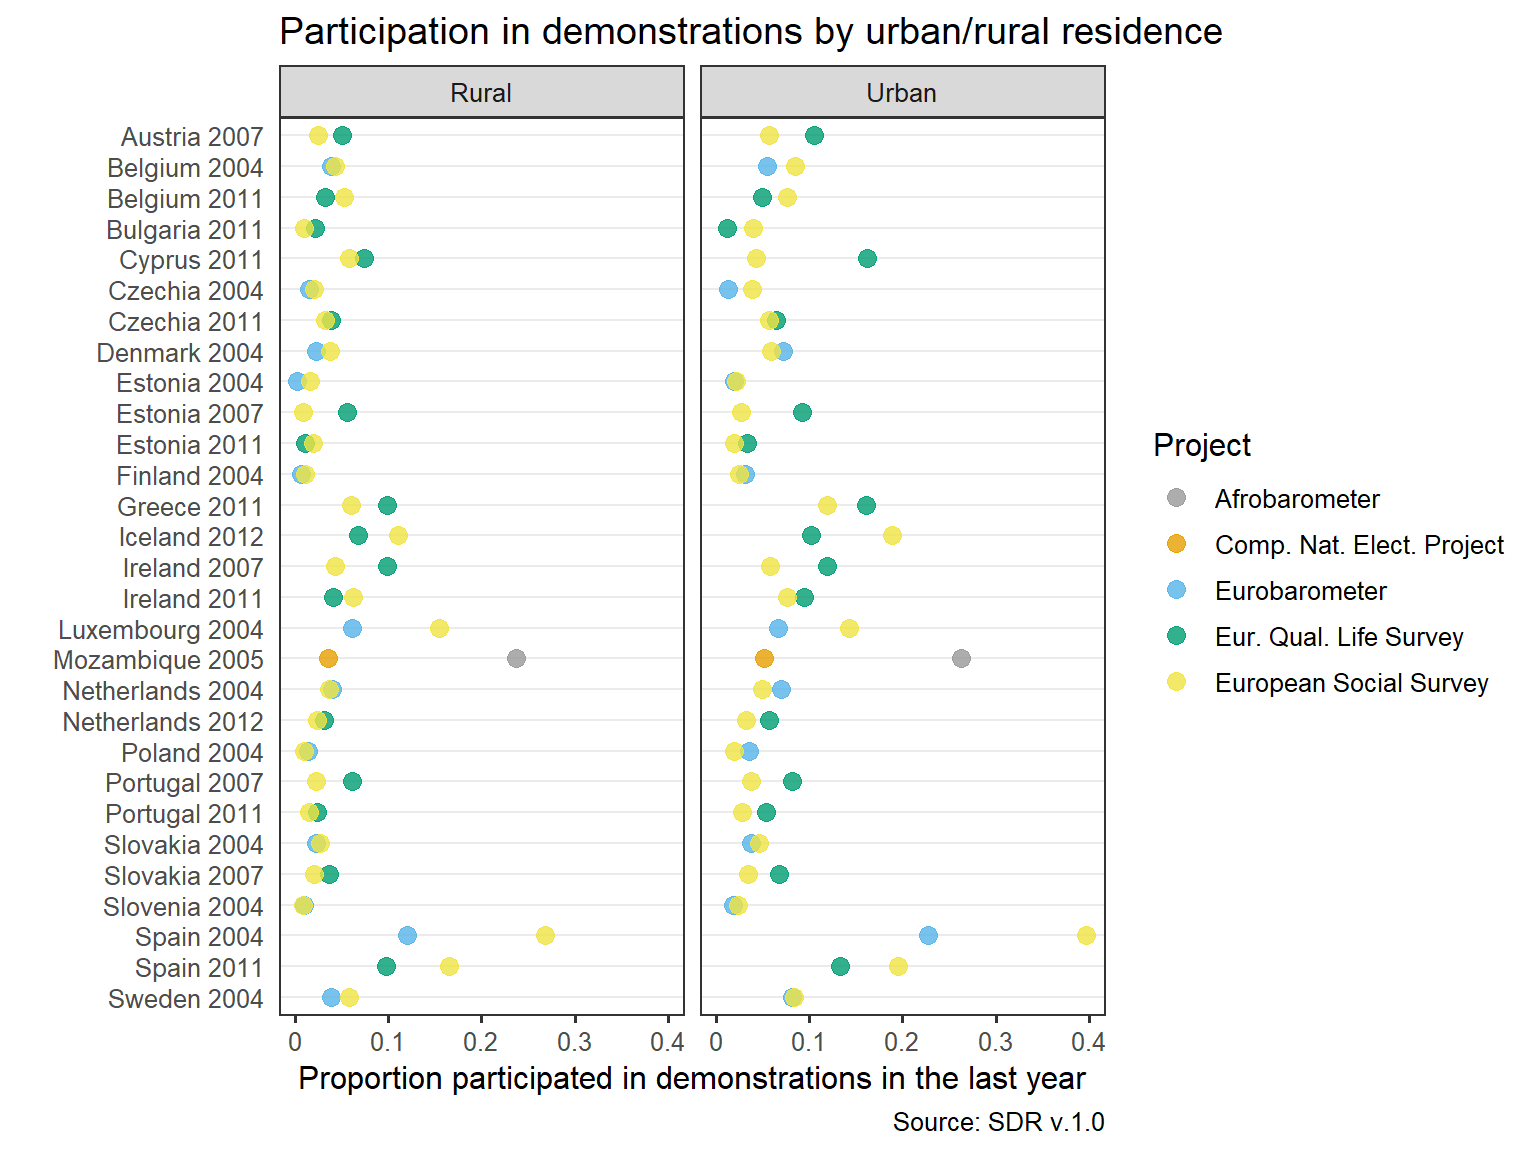 Participation in demonstrations by urban/rural residence
Rural
Urban
Austria 2007
Belgium 2004
Belgium 2011
Bulgaria 2011
Cyprus 2011
Czechia 2004
Czechia 2011
Denmark 2004
Estonia 2004
Estonia 2007
Estonia 2011
Finland 2004
Greece 2011
Iceland 2012
Ireland 2007
Ireland 2011
Luxembourg 2004
Mozambique 2005
Netherlands 2004
Netherlands 2012
Poland 2004
Portugal 2007
Portugal 2011
Slovakia 2004
Slovakia 2007
Slovenia 2004
Spain 2004
Spain 2011
Sweden 2004
0 0.1 0.2 0.3 0.4
0 0.1 0.2 0.3 0.4
Proportion participated in demonstrations in the last year
Source: SDR v.1.0
Project
Afrobarometer
Comp. Nat. Elect. Project
Eurobarometer
Eur. Qual. Life Survey
European Social Survey